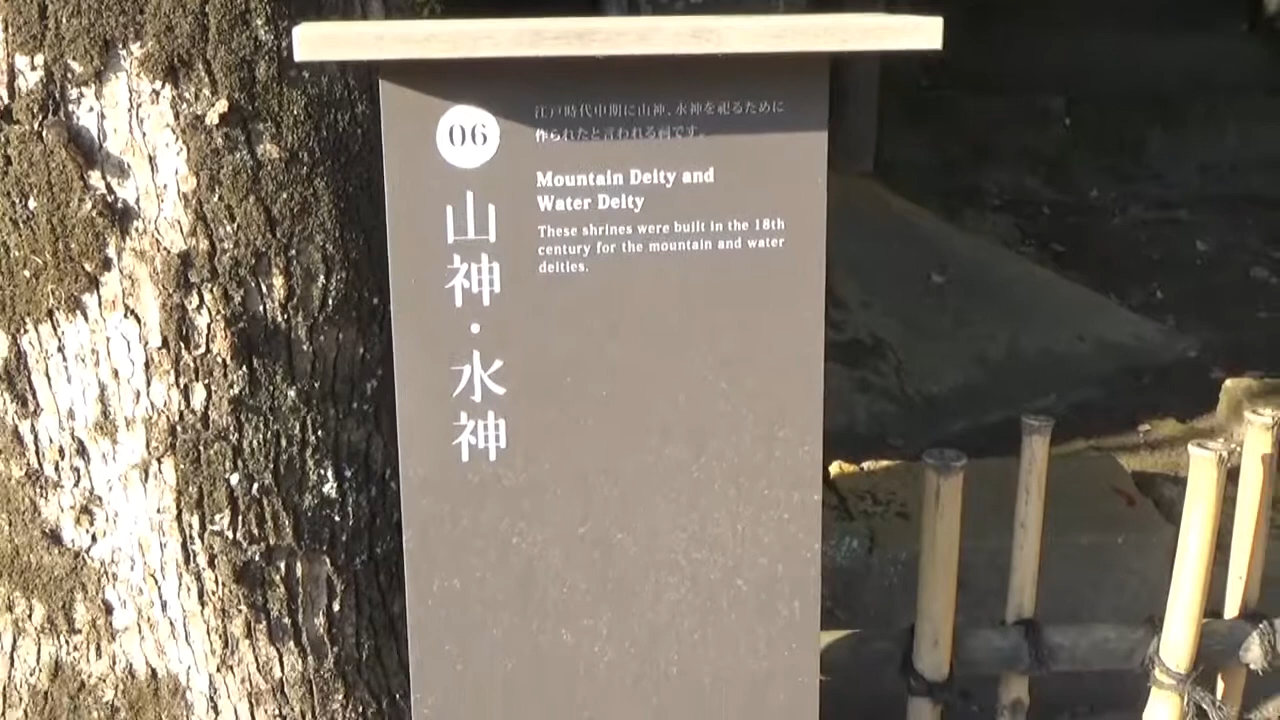 06
山神・水神
江戸時代中期に山神、水神を祀るために
作られたと言われる祠です。
Mountain Deity and
Water Deity
These shrines were built in the 18th
century for the mountain and water
deities.